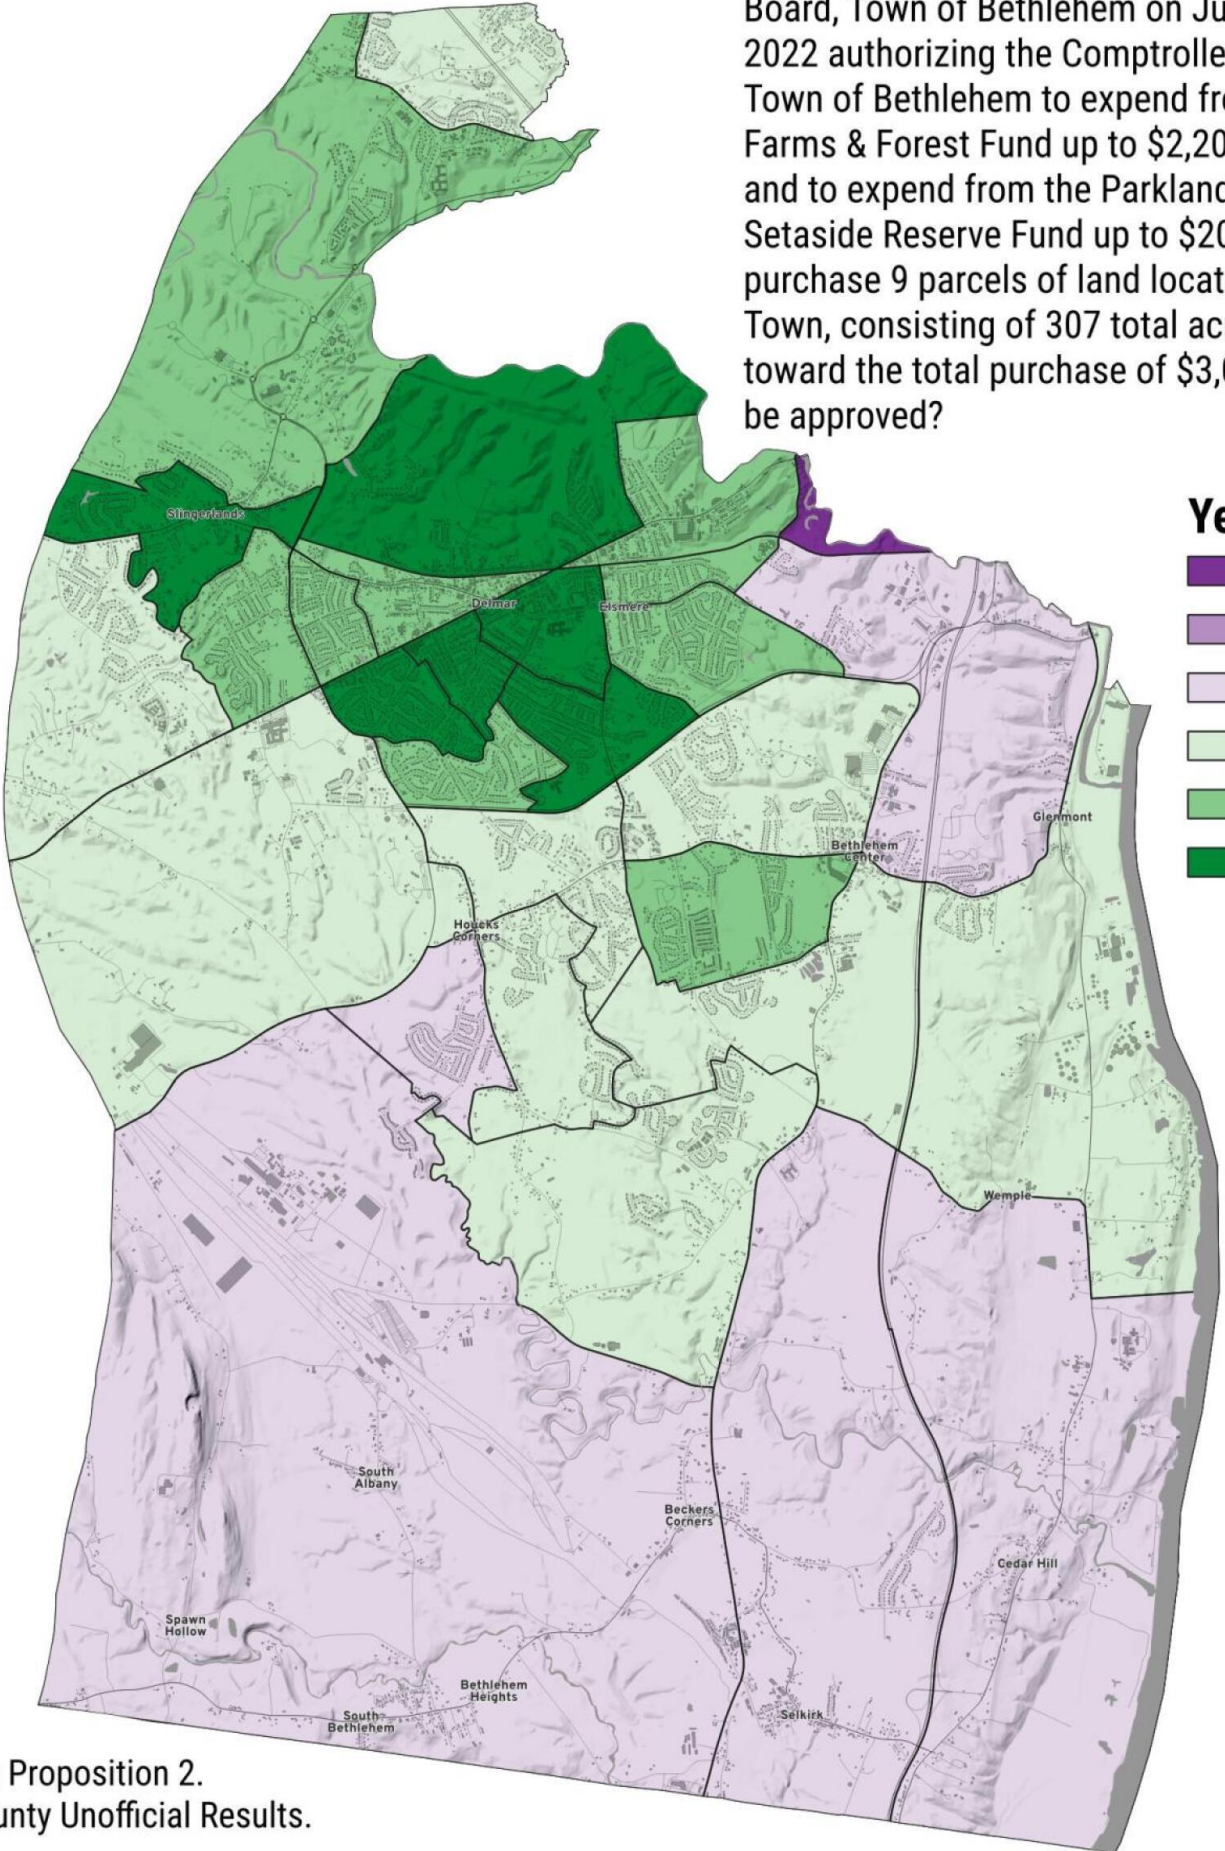 Board, Town of Bethlehem on Ju
2022 authorizing the Comptrolle
Town of Bethlehem to expend fr
Farms & Forest Fund up to $2,20
and to expend from the Parkland
Setaside Reserve Fund up to $20
purchase 9 parcels of land locat
Town, consisting of 307 total ac
toward the total purchase of $3,0
be approved?
Ye
Slingerlands
Delmar
Elsmere
Glenmont
Bethlehem
Center
Houcks
Corners
Wemple
South
Albany
Beckers
Corners
Cedar Hill
Spawn
Hollow
Bethlehem
Heights
South
Bethlehem
Selkirk
Proposition 2.
unty Unofficial Results.